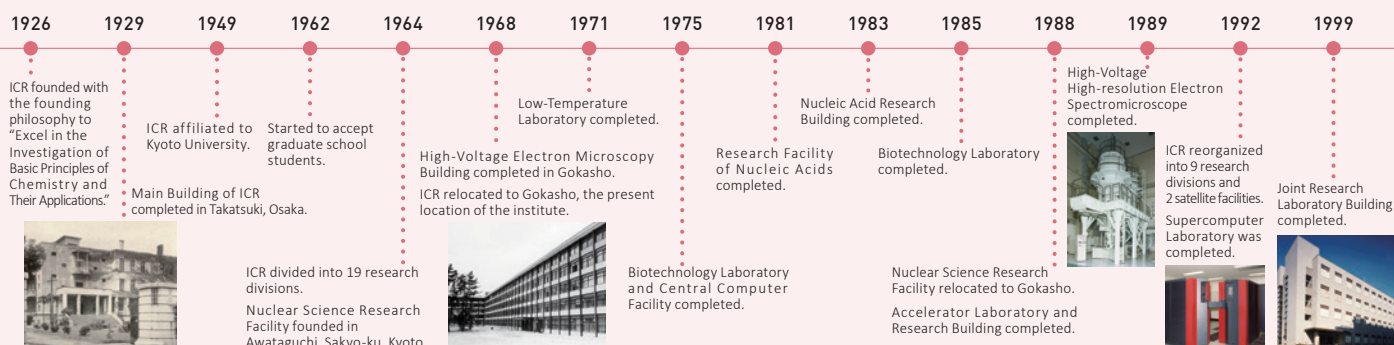 1926
1929
1949
1962
1964
1968
1971
1975
1981
1983
1985
1988
1989
1992
1999
ICR founded with
the founding
philosophy to
“Excel in the
Investigation of
Basic Principles of
Chemistry and
Their Applications.”
Main Building of ICR
completed in Takatsuki, Osaka.
ICR affiliated to
Kyoto University.
Started to accept
graduate school
students.
ICR divided into 19 research
divisions.
Nuclear Science Research
Facility founded in
Awataguchi, Sakyo-ku, Kyoto
High-Voltage Electron Microscopy
Building completed in Gokasho.
ICR relocated to Gokasho, the present
location of the institute.
Low-Temperature
Laboratory completed.
Biotechnology Laboratory
and Central Computer
Facility completed.
Research Facility
of Nucleic Acids
completed.
Nucleic Acid Research
Building completed.
Biotechnology Laboratory
completed.
Nuclear Science Research
Facility relocated to Gokasho.
Accelerator Laboratory and
Research Building completed.
High-Voltage
High-resolution Electron
Spectromicroscope
completed.
ICR reorganized
into 9 research
divisions and
2 satellite facilities.
Supercomputer
Laboratory was
completed.
Joint Research
Laboratory Building
completed.